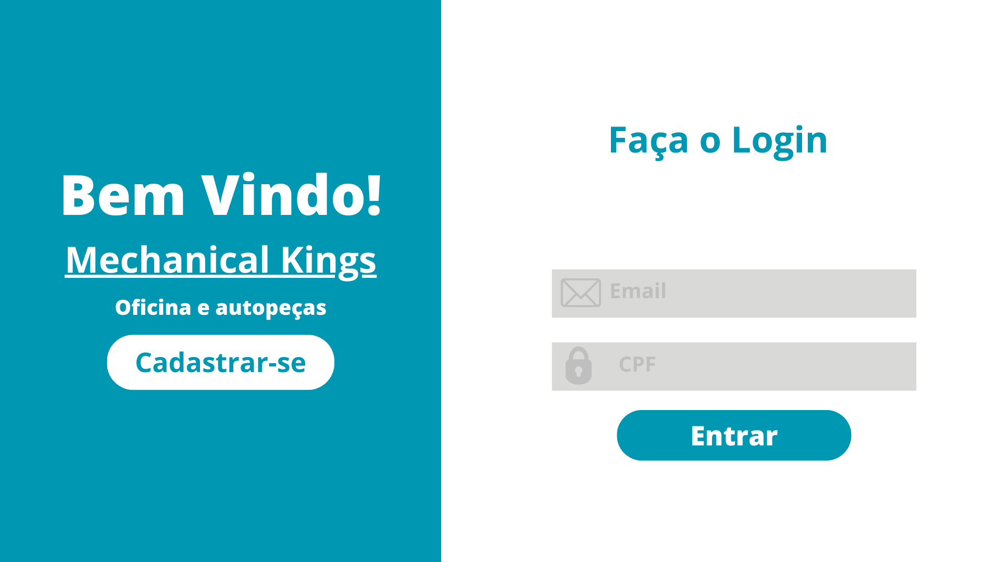 Bem Vindo!
Mechanical Kings
Oficina e autopeças
Cadastrar-se
Faça o Login
Email
CPF
Entrar